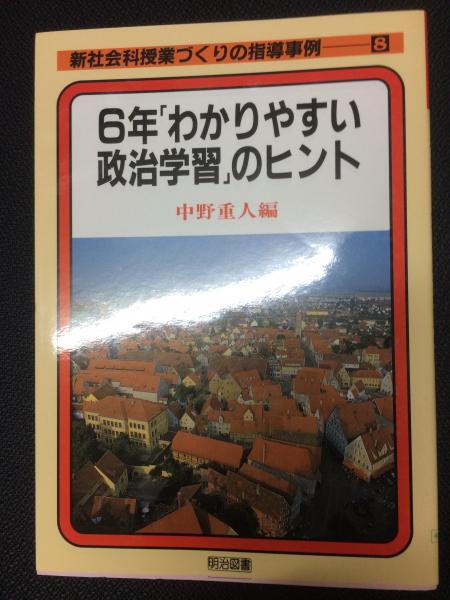 新社会科授業づくりの指導事例──8
6年「わかりやすい
政治学習」のヒント
中野重人編
明治図書